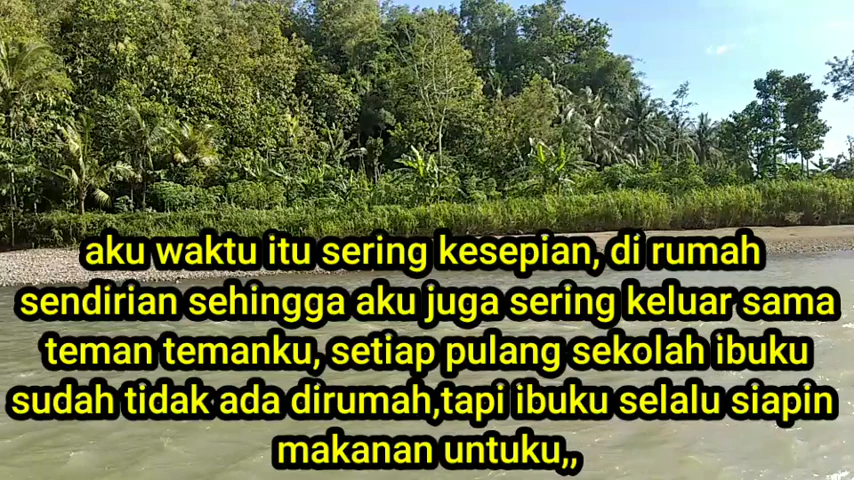 aku waktu itu sering kesepian, di rumah
sendirian sehingga aku juga sering keluar sama
teman temanku, setiap pulang sekolah ibuku
sudah tidak ada dirumah,tapi ibuku selalu siapin
makanan untuku,,